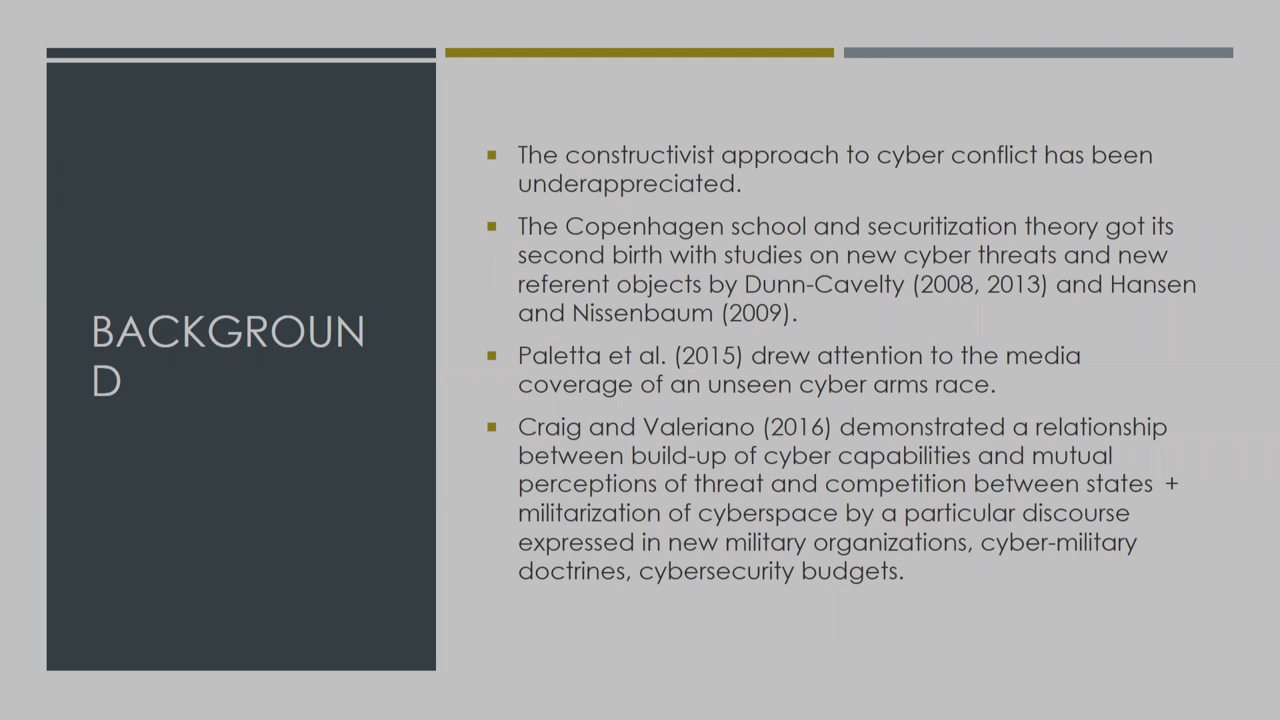 BACKGROUN
D
The constructivist approach to cyber conflict has been
underappreciated.
The Copenhagen school and securitization theory got its
second birth with studies on new cyber threats and new
referent objects by Dunn-Cavelty (2008, 2013) and Hansen
and Nissenbaum (2009).
Paletta et al. (2015) drew attention to the media
coverage of an unseen cyber arms race.
Craig and Valeriano (2016) demonstrated a relationship
between build-up of cyber capabilities and mutual
perceptions of threat and competition between states +
militarization of cyberspace by a particular discourse
expressed in new military organizations, cyber-military
doctrines, cybersecurity budgets.